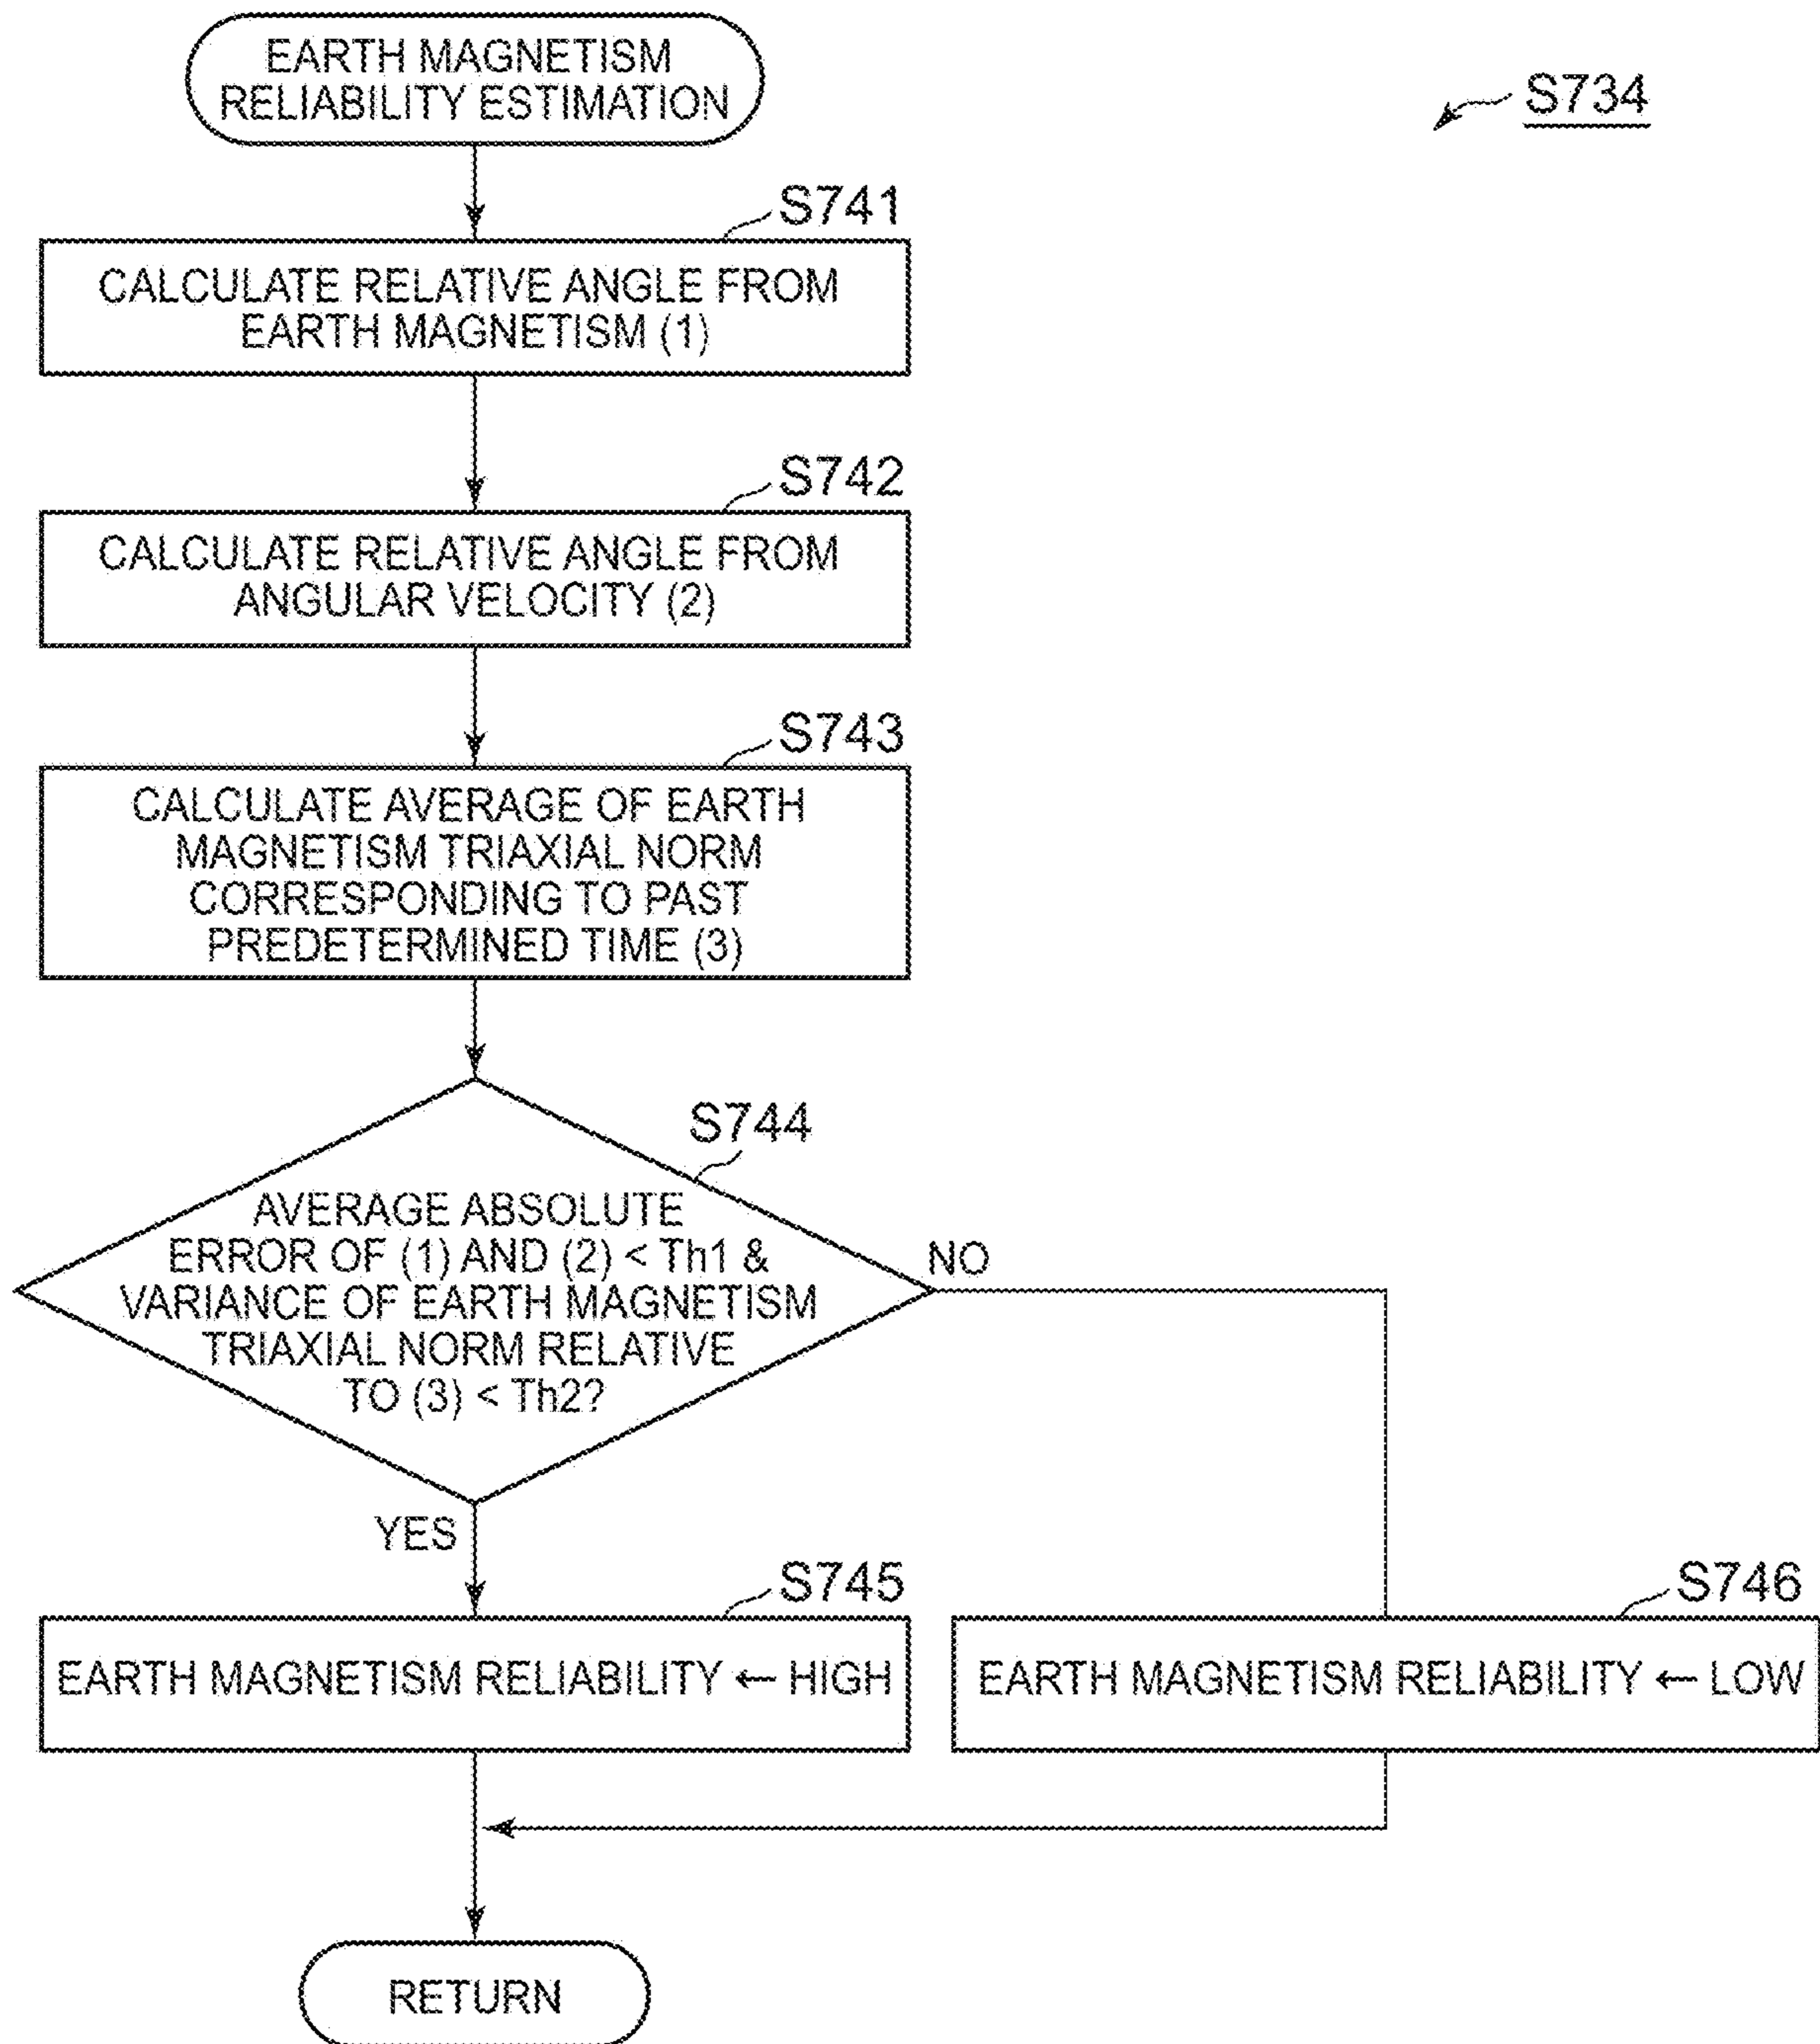 EARTH MAGNETISM
RELIABILITY ESTIMATION
S734
S741
CALCULATE RELATIVE ANGLE FROM
EARTH MAGNETISM (1)
S742
CALCULATE RELATIVE ANGLE FROM
ANGULAR VELOCITY (2)
S743
CALCULATE AVERAGE OF EARTH
MAGNETISM TRIAXIAL NORM
CORRESPONDING TO PAST
PREDETERMINED TIME (3)
S744
AVERAGE ABSOLUTE
ERROR OF (1) AND (2) < Th1 &
VARIANCE OF EARTH MAGNETISM
TRIAXIAL NORM RELATIVE
TO (3) < Th2?
NO
YES
S745
EARTH MAGNETISM RELIABILITY ← HIGH
S746
EARTH MAGNETISM RELIABILITY ← LOW
RETURN